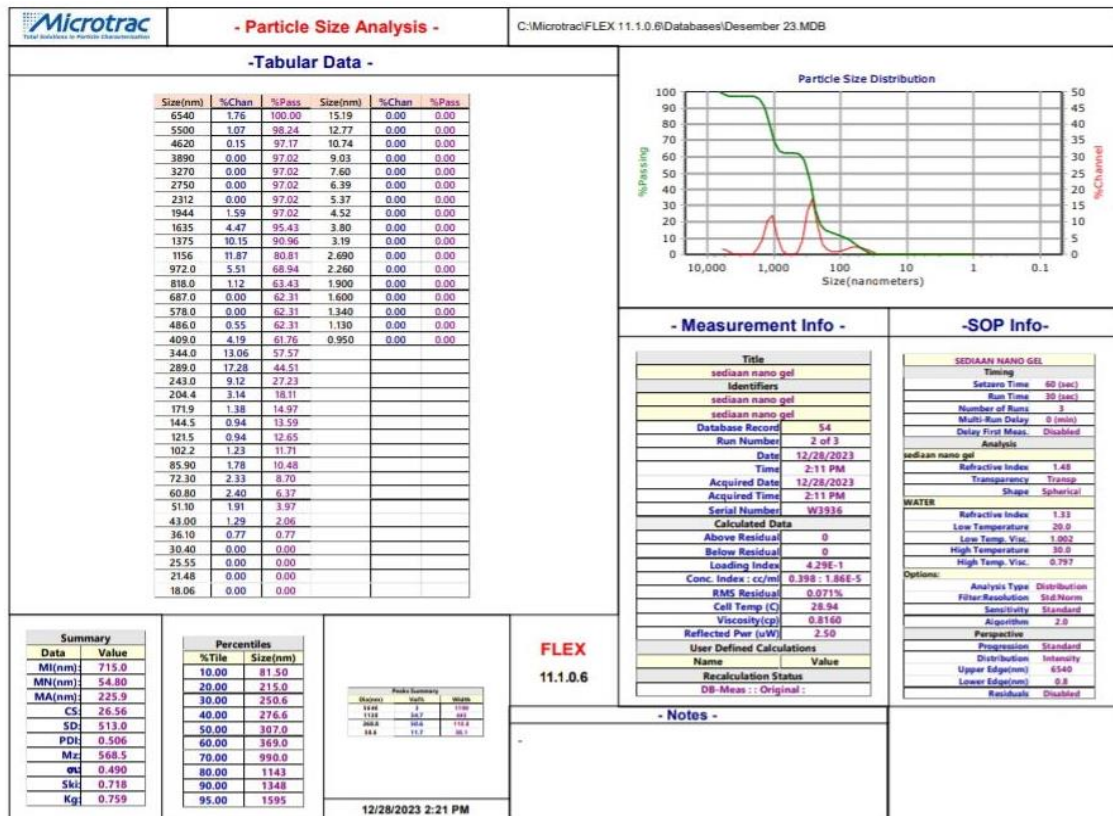 Microtrac
Total Solutions in Particle Characterization
- Particle Size Analysis -
C:\Microtrac\FLEX 11.1.0.6\Databases\Desember 23.MDB
-Tabular Data -
Size(nm) %Chan %Pass Size(nm) %Chan %Pass
6540 1.76 100.00 15.19 0.00 0.00
5500 1.07 98.24 12.77 0.00 0.00
4620 0.15 97.17 10.74 0.00 0.00
3890 0.00 97.02 9.03 0.00 0.00
3270 0.00 97.02 7.60 0.00 0.00
2750 0.00 97.02 6.39 0.00 0.00
2312 0.00 97.02 5.37 0.00 0.00
1944 1.59 97.02 4.52 0.00 0.00
1635 4.47 95.43 3.80 0.00 0.00
1375 10.15 90.96 3.19 0.00 0.00
1156 11.87 80.81 2.690 0.00 0.00
972.0 5.51 68.94 2.260 0.00 0.00
818.0 1.12 63.43 1.900 0.00 0.00
687.0 0.00 62.31 1.600 0.00 0.00
578.0 0.00 62.31 1.340 0.00 0.00
486.0 0.55 62.31 1.130 0.00 0.00
409.0 4.19 61.76 0.950 0.00 0.00
344.0 13.06 57.57
289.0 17.28 44.51
243.0 9.12 27.23
204.4 3.14 18.11
171.9 1.38 14.97
144.5 0.94 13.59
121.5 0.94 12.65
102.2 1.23 11.71
85.90 1.78 10.48
72.30 2.33 8.70
60.80 2.40 6.37
51.10 1.91 3.97
43.00 1.29 2.06
36.10 0.77 0.77
30.40 0.00 0.00
25.55 0.00 0.00
21.48 0.00 0.00
18.06 0.00 0.00
Particle Size Distribution
%Passing
100
90
80
70
60
50
40
30
20
10
0
%Channel
50
45
40
35
30
25
20
15
10
5
0
10,000 1,000 100 10 1 0.1
Size(nanometers)
- Measurement Info -
Title
sediaan nano gel
Identifiers
sediaan nano gel
sediaan nano gel
Database Record 54
Run Number 2 of 3
Date 12/28/2023
Time 2:11 PM
Acquired Date 12/28/2023
Acquired Time 2:11 PM
Serial Number W3936
Calculated Data
Above Residual 0
Below Residual 0
Loading Index 4.29E-1
Conc. Index : cc/ml 0.398 : 1.86E-5
RMS Residual 0.071%
Cell Temp (C) 28.94
Viscosity(cp) 0.8160
Reflected Pwr (uW) 2.50
User Defined Calculations
Name Value
Recalculation Status
DB-Meas : : Original :
-SOP Info-
SEDIAAN NANO GEL
Timing
Setzero Time 60 (sec)
Run Time 30 (sec)
Number of Runs 3
Multi-Run Delay 0 (min)
Delay First Meas. Disabled
Analysis
sediaan nano gel
Refractive Index 1.48
Transparency Transp
Shape Spherical
WATER
Refractive Index 1.33
Low Temperature 20.0
Low Temp. Visc. 1.002
High Temperature 30.0
High Temp. Visc. 0.797
Options:
Analysis Type Distribution
Filter:Resolution Std:Norm
Sensitivity Standard
Algorithm 2.0
Perspective
Progression Standard
Distribution Intensity
Upper Edge(nm) 6540
Lower Edge(nm) 0.8
Residuals Disabled
Summary
Data Value
MI(nm): 715.0
MN(nm): 54.80
MA(nm): 225.9
CS: 26.56
SD: 513.0
PDI: 0.506
Mz: 568.5
σı: 0.490
Ski: 0.718
Kg: 0.759
Percentiles
%Tile Size(nm)
10.00 81.50
20.00 215.0
30.00 250.6
40.00 276.6
50.00 307.0
60.00 369.0
70.00 990.0
80.00 1143
90.00 1348
95.00 1595
Peaks Summary
Dia(nm) Vol% Width
3
34.7
11.7
12/28/2023 2:21 PM
FLEX
11.1.0.6
- Notes -
-